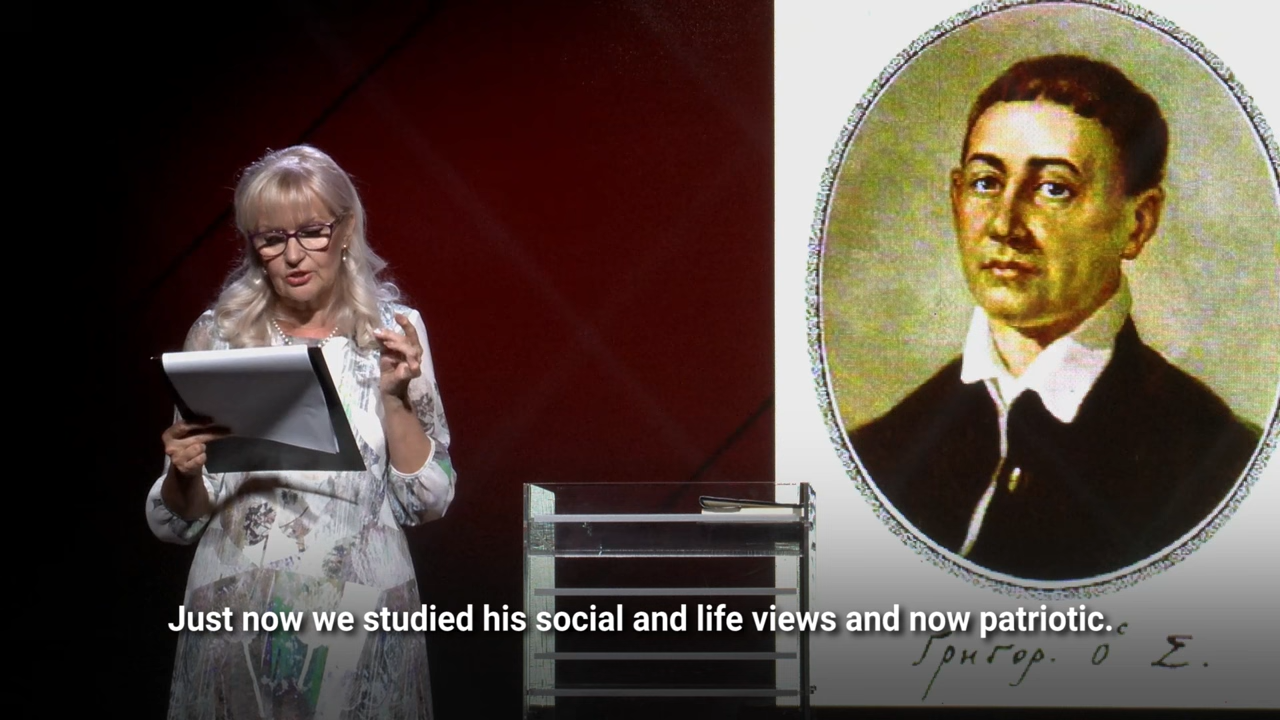 Just now we studied his social and life views and now patriotic.
Григор. О̓ С Σ.